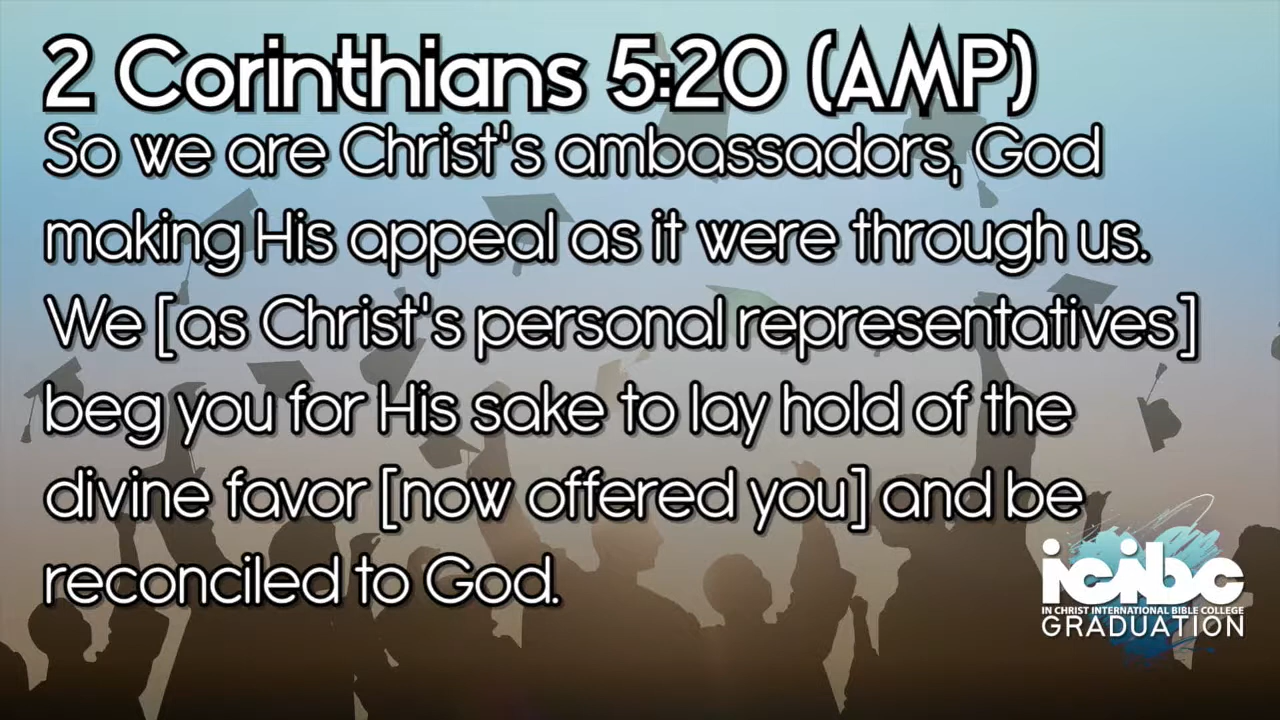 2 Corinthians 5:20 (AMP)
So we are Christ's ambassadors, God
making His appeal as it were through us.
We [as Christ's personal representatives]
beg you for His sake to lay hold of the
divine favor [now offered you] and be
reconciled to God.
icibc
IN CHRIST INTERNATIONAL BIBLE COLLEGE
GRADUATION